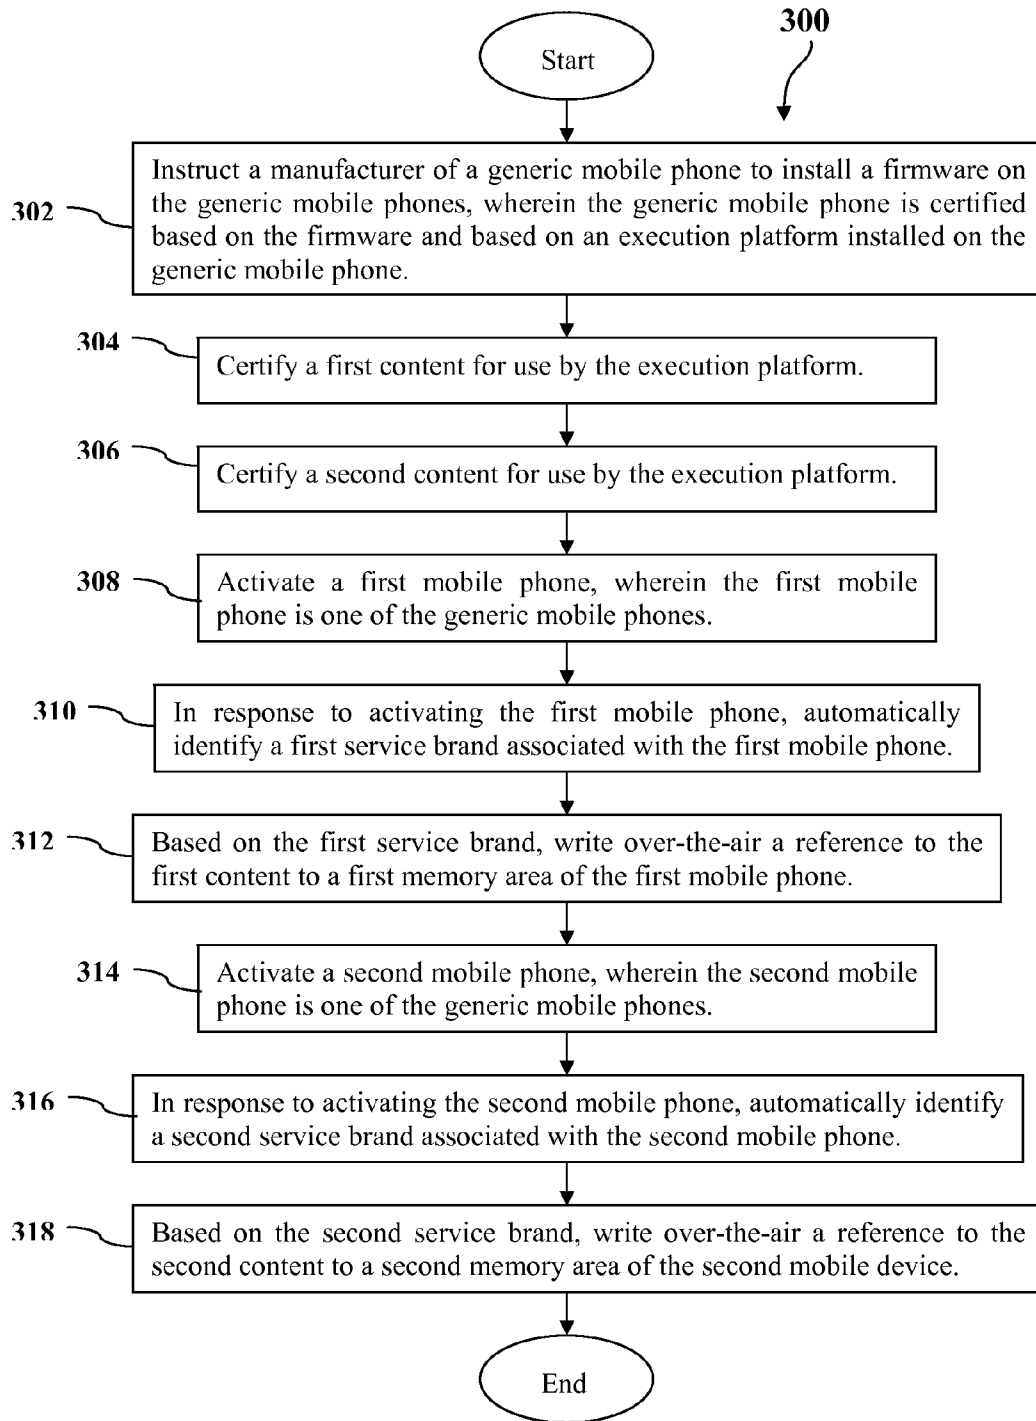 300
Start
302
Instruct a manufacturer of a generic mobile phone to install a firmware on
the generic mobile phones, wherein the generic mobile phone is certified
based on the firmware and based on an execution platform installed on the
generic mobile phone.
304
Certify a first content for use by the execution platform.
306
Certify a second content for use by the execution platform.
308
Activate a first mobile phone, wherein the first mobile
phone is one of the generic mobile phones.
310
In response to activating the first mobile phone, automatically
identify a first service brand associated with the first mobile phone.
312
Based on the first service brand, write over-the-air a reference to the
first content to a first memory area of the first mobile phone.
314
Activate a second mobile phone, wherein the second mobile
phone is one of the generic mobile phones.
316
In response to activating the second mobile phone, automatically identify
a second service brand associated with the second mobile phone.
318
Based on the second service brand, write over-the-air a reference to the
second content to a second memory area of the second mobile device.
End